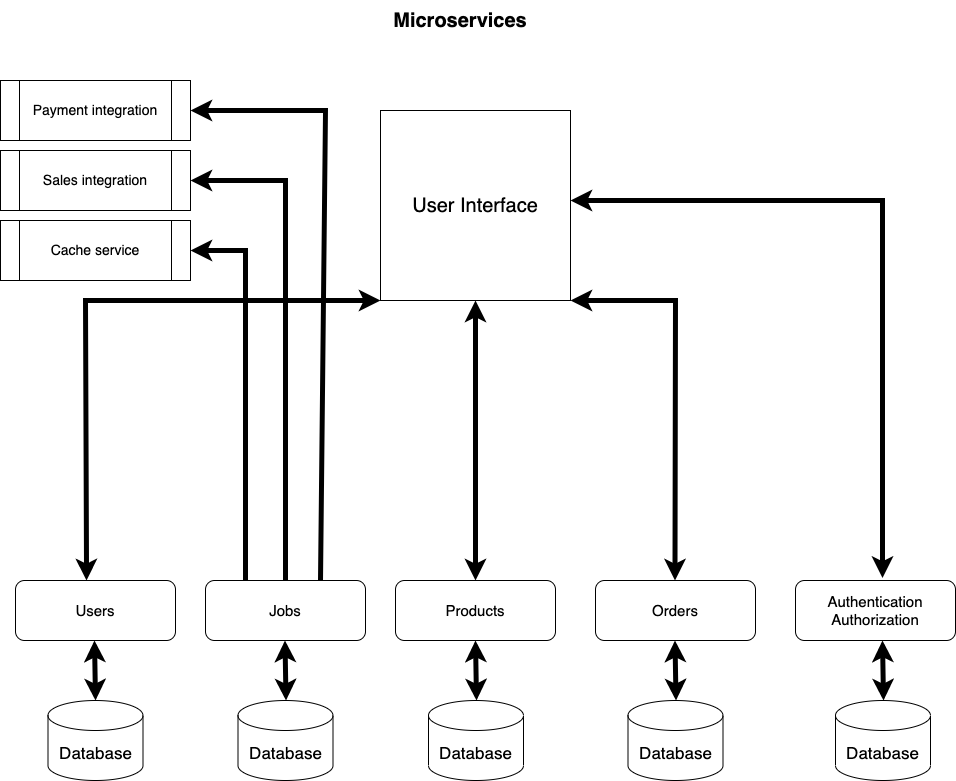 Microservices
Payment integration
Sales integration
Cache service
User Interface
Users
Jobs
Products
Orders
Authentication
Authorization
Database
Database
Database
Database
Database